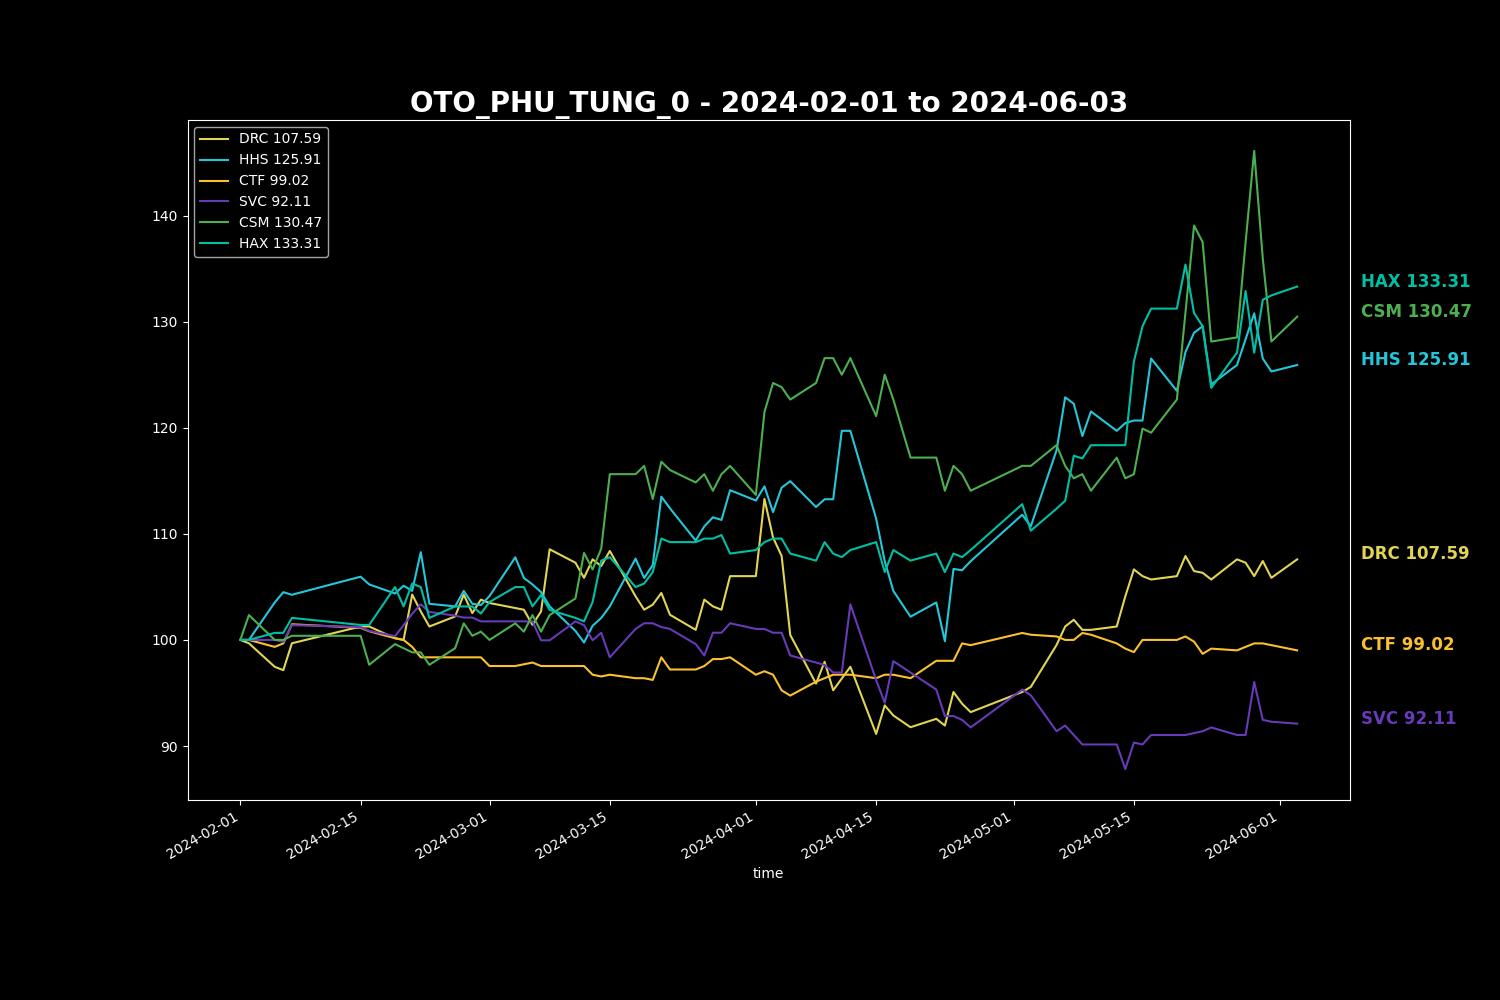 OTO_PHU_TUNG_0 - 2024-02-01 to 2024-06-03
DRC 107.59
HHS 125.91
CTF 99.02
SVC 92.11
CSM 130.47
HAX 133.31
140
130
120
110
100
90
HAX 133.31
CSM 130.47
HHS 125.91
DRC 107.59
CTF 99.02
SVC 92.11
2024-02-01
2024-02-15
2024-03-01
2024-03-15
2024-04-01
2024-04-15
2024-05-01
2024-05-15
2024-06-01
time